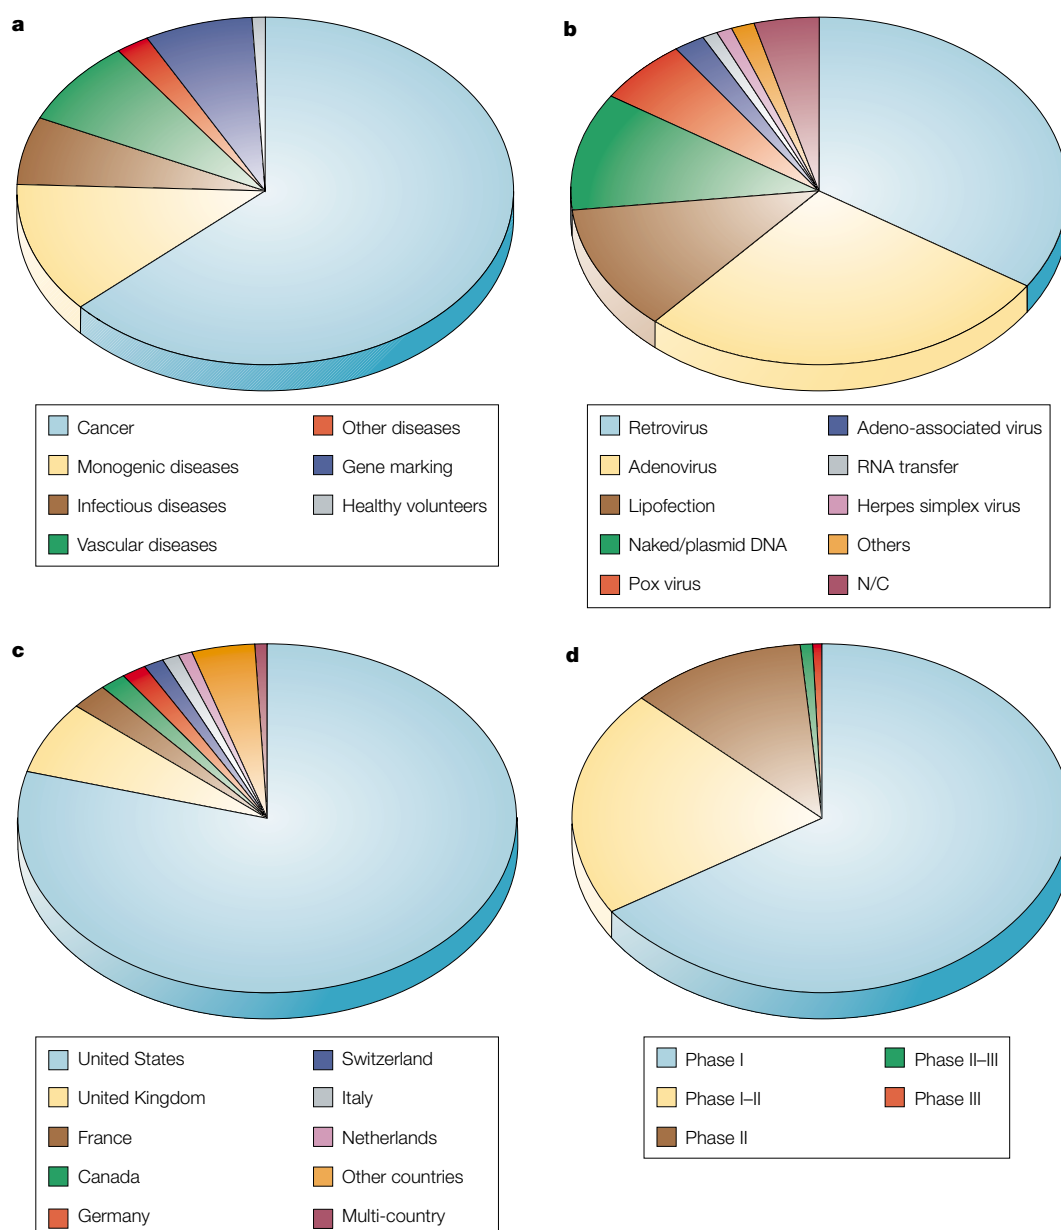 a
Cancer
Monogenic diseases
Infectious diseases
Vascular diseases
Other diseases
Gene marking
Healthy volunteers
b
Retrovirus
Adenovirus
Lipofection
Naked/plasmid DNA
Pox virus
Adeno-associated virus
RNA transfer
Herpes simplex virus
Others
N/C
c
United States
United Kingdom
France
Canada
Germany
Switzerland
Italy
Netherlands
Other countries
Multi-country
d
Phase I
Phase I–II
Phase II
Phase II–III
Phase III